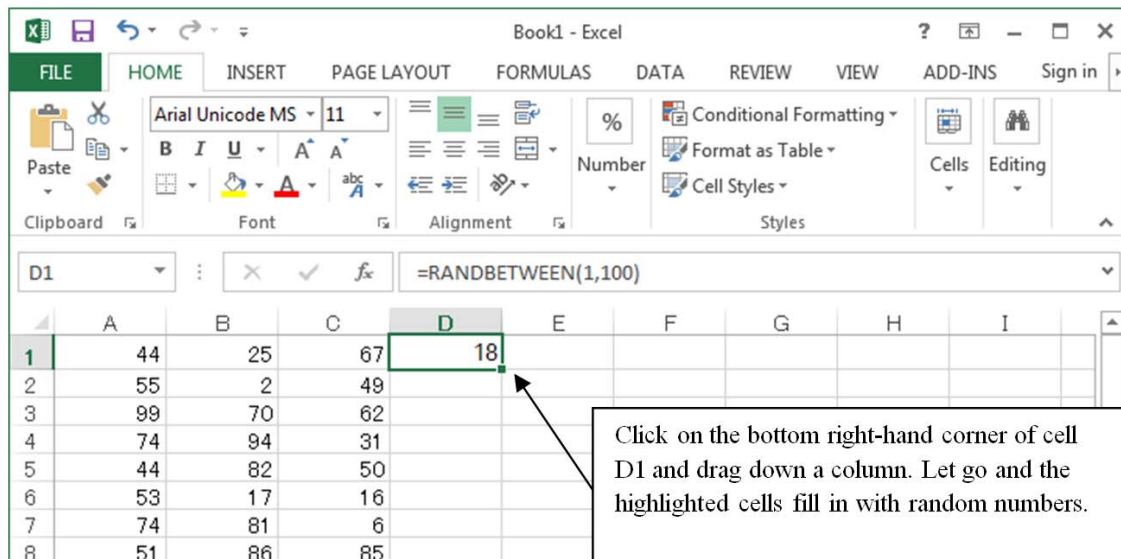 Book1 - Excel ?
FILE HOME INSERT PAGE LAYOUT FORMULAS DATA REVIEW VIEW ADD-INS Sign in
Paste
Clipboard
Arial Unicode MS 11
B I U A A
A abc A
Font
Alignment
%
Number
Conditional Formatting
Format as Table
Cell Styles
Styles
Cells
Editing
D1 fx =RANDBETWEEN(1,100)
A B C D E F G H I
1 44 25 67 18
2 55 2 49
3 99 70 62
4 74 94 31
5 44 82 50
6 53 17 16
7 74 81 6
8 51 86 85
Click on the bottom right-hand corner of cell
D1 and drag down a column. Let go and the
highlighted cells fill in with random numbers.